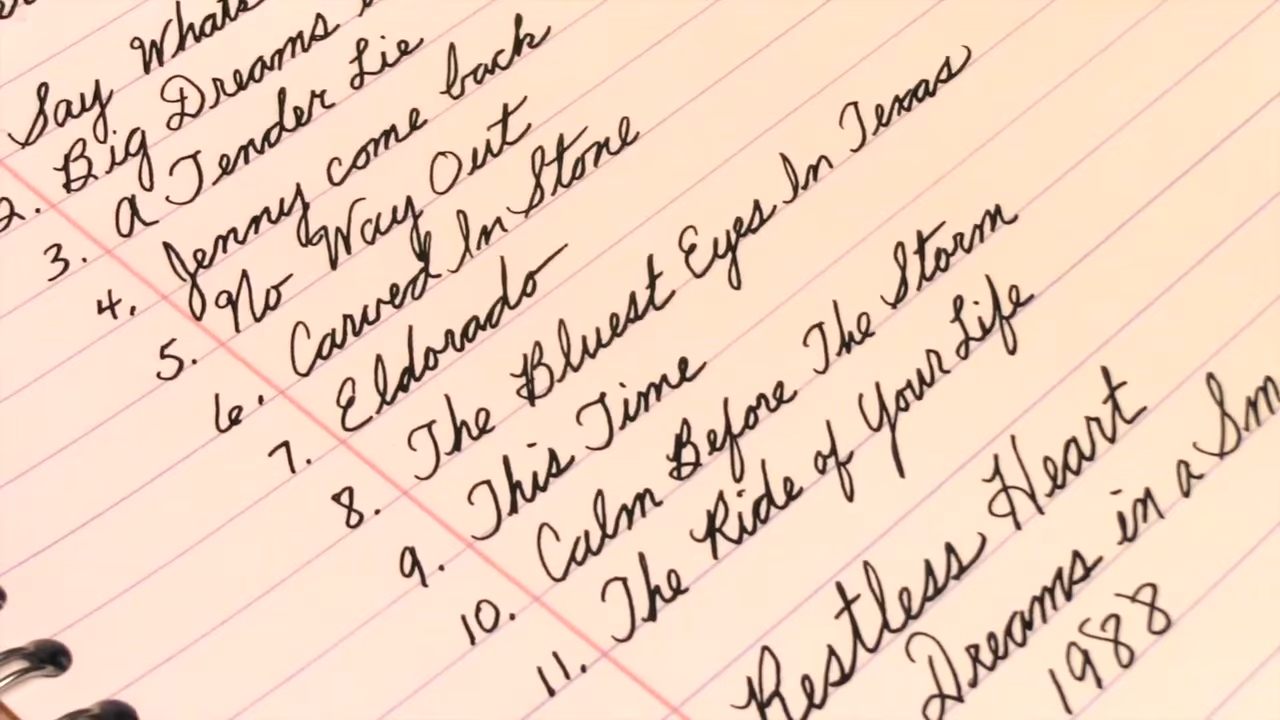 Say Whats
2. Big Dreams
3. A Tender Lie
4. Jenny come back
5. No Way Out
6. Carved In Stone
7. Eldorado
8. The Bluest Eyes In Texas
9. This Time
10. Calm Before The Storm
11. The Ride of Your Life
Restless Heart
Dreams in a Sm
1988